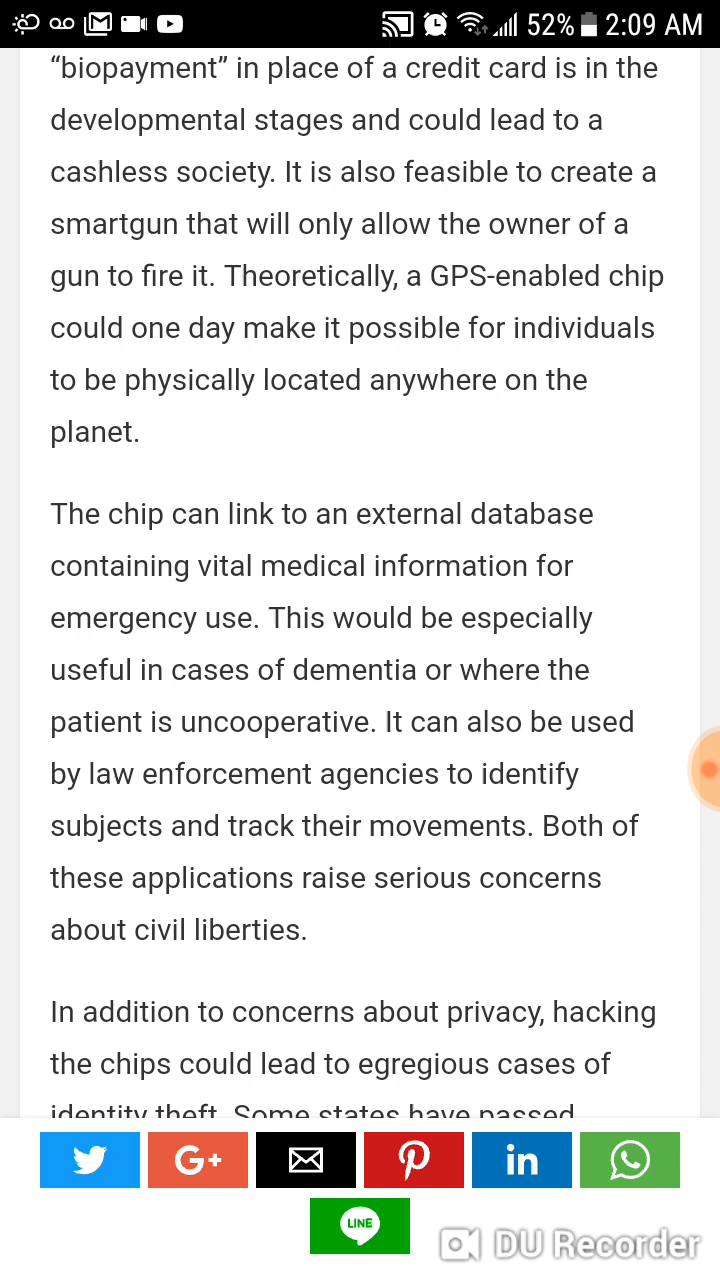 52% 2:09 AM
“biopayment” in place of a credit card is in the
developmental stages and could lead to a
cashless society. It is also feasible to create a
smartgun that will only allow the owner of a
gun to fire it. Theoretically, a GPS-enabled chip
could one day make it possible for individuals
to be physically located anywhere on the
planet.
The chip can link to an external database
containing vital medical information for
emergency use. This would be especially
useful in cases of dementia or where the
patient is uncooperative. It can also be used
by law enforcement agencies to identify
subjects and track their movements. Both of
these applications raise serious concerns
about civil liberties.
In addition to concerns about privacy, hacking
the chips could lead to egregious cases of
identity theft. Some states have passed
G+ in
LINE
DU Recorder